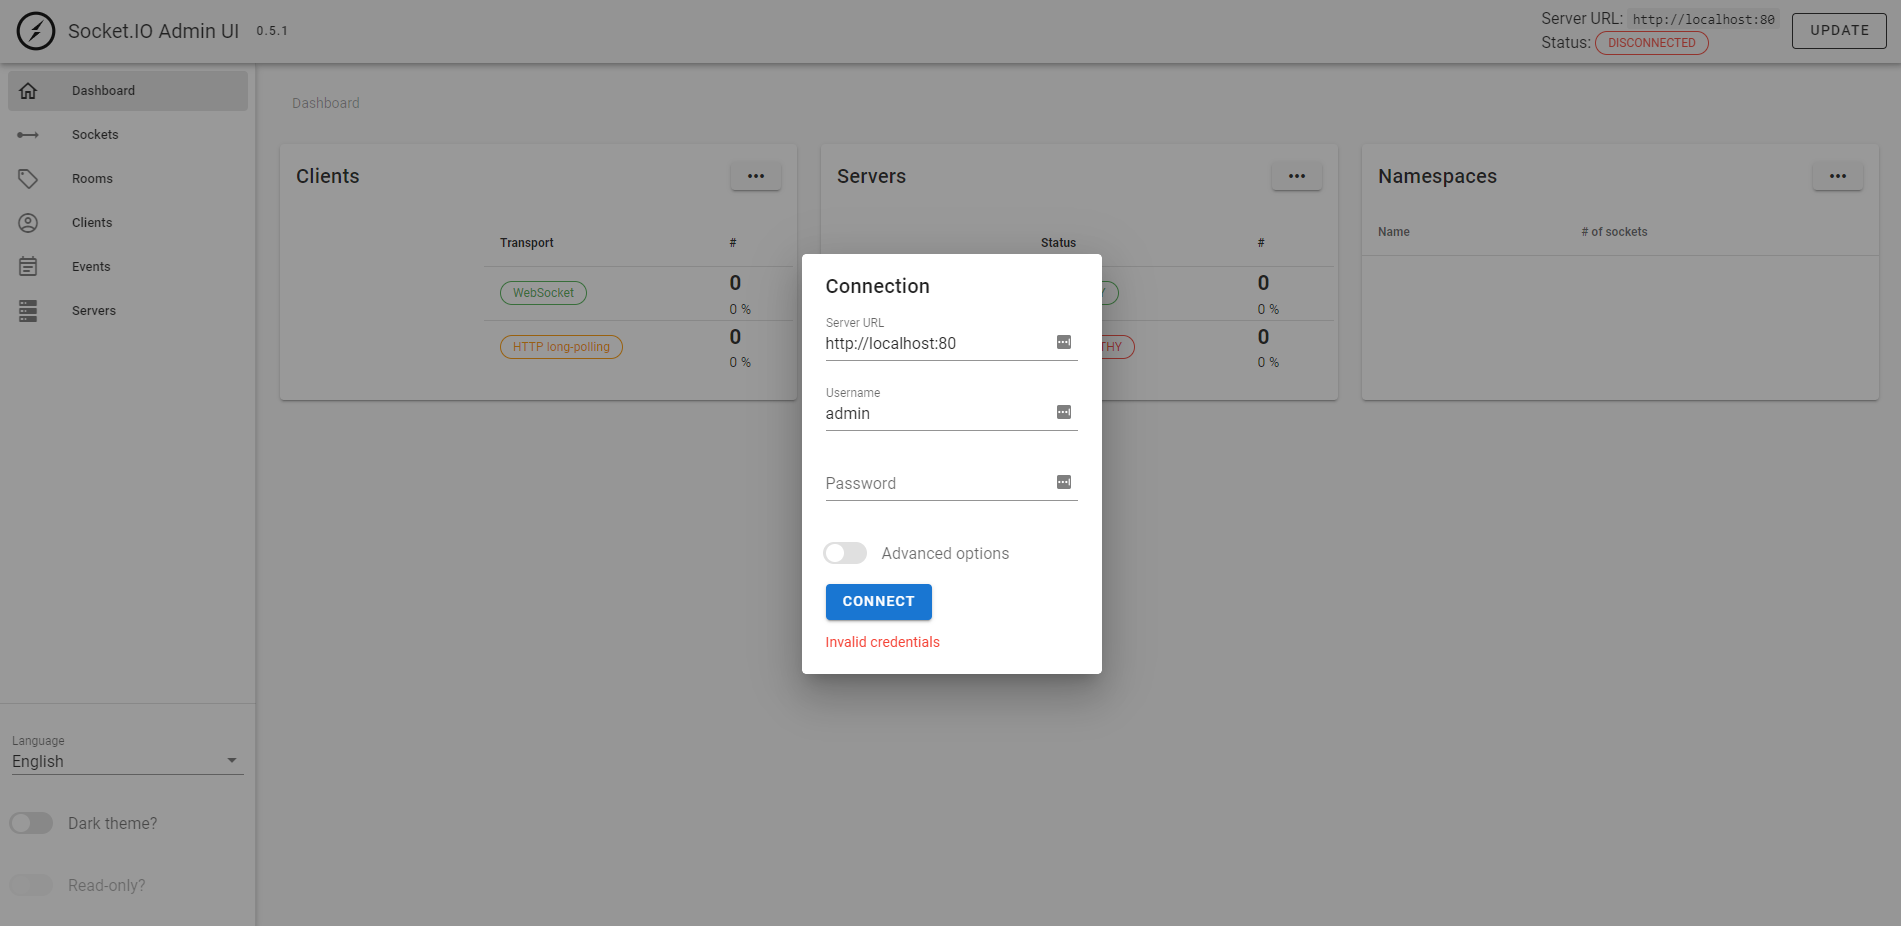 Socket.IO Admin UI 0.5.1
Server URL: http://localhost:80
Status: DISCONNECTED
UPDATE
Dashboard
Sockets
Rooms
Clients
Events
Servers
Language
English
Dark theme?
Read-only?
Dashboard
Clients
•••
Transport #
WebSocket 0
0 %
HTTP long-polling 0
0 %
Servers
•••
Status #
Y 0
0 %
THY 0
0 %
Namespaces
•••
Name # of sockets
Connection
Server URL
http://localhost:80
Username
admin
Password
Advanced options
CONNECT
Invalid credentials